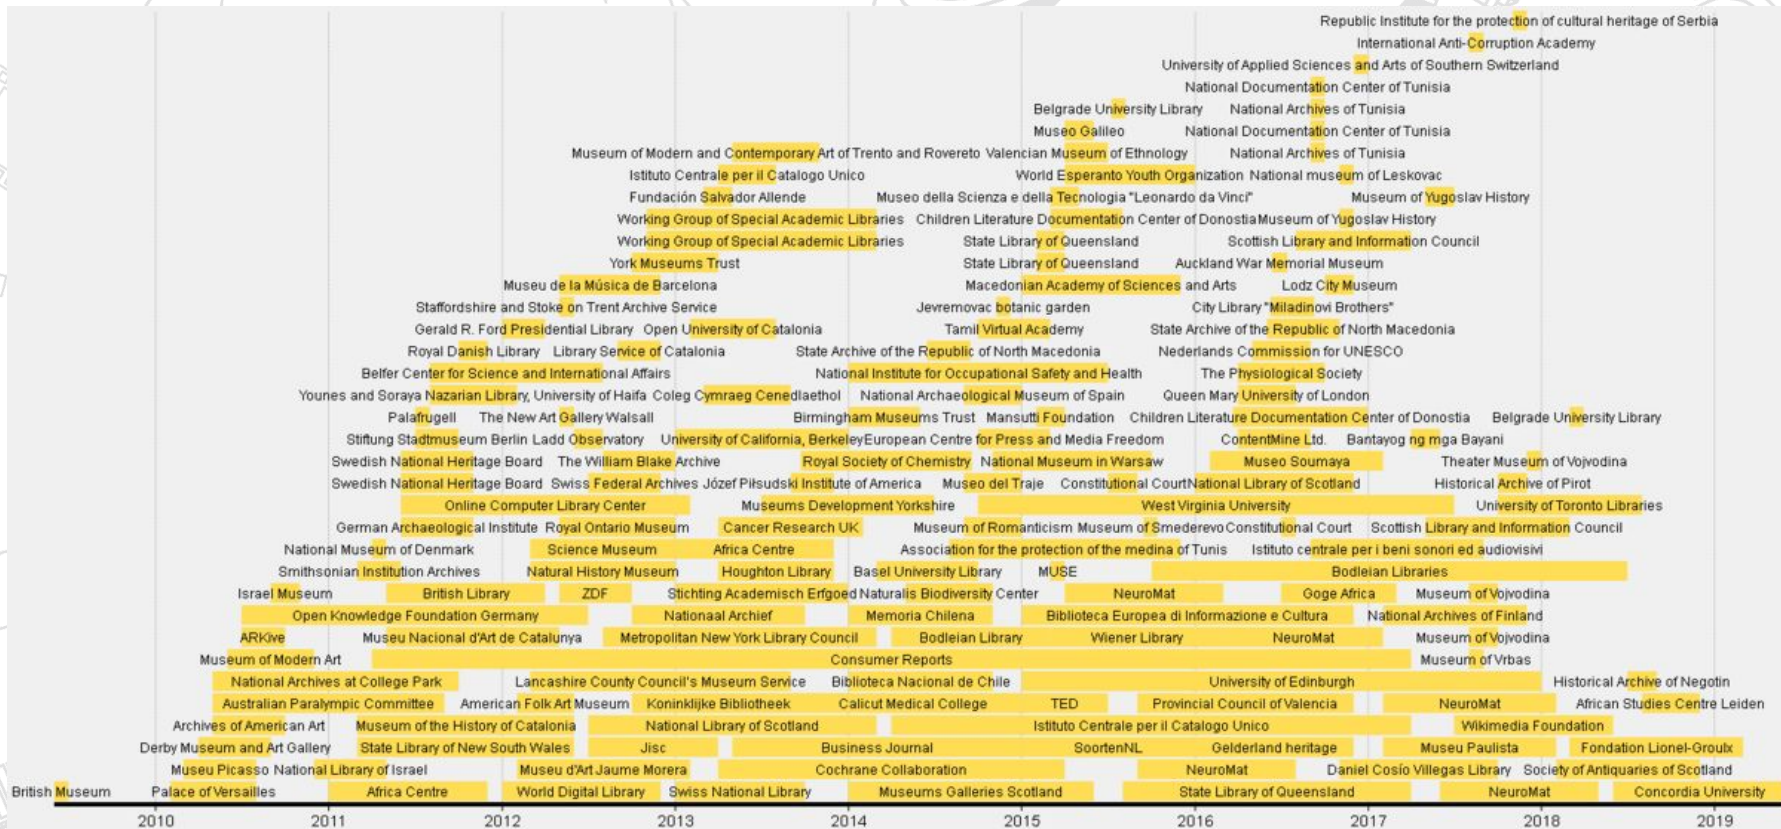 Republic Institute for the protection of cultural heritage of Serbia
International Anti-Corruption Academy
University of Applied Sciences and Arts of Southern Switzerland
National Documentation Center of Tunisia
Belgrade University Library National Archives of Tunisia
Museo Galileo National Documentation Center of Tunisia
Museum of Modern and Contemporary Art of Trento and Rovereto Valencian Museum of Ethnology National Archives of Tunisia
Istituto Centrale per il Catalogo Unico World Esperanto Youth Organization National museum of Leskovac
Fundación Salvador Allende Museo della Scienza e della Tecnologia "Leonardo da Vinci" Museum of Yugoslav History
Working Group of Special Academic Libraries Children Literature Documentation Center of Donostia Museum of Yugoslav History
Working Group of Special Academic Libraries State Library of Queensland Scottish Library and Information Council
York Museums Trust State Library of Queensland Auckland War Memorial Museum
Museu de la Música de Barcelona Macedonian Academy of Sciences and Arts Lodz City Museum
Staffordshire and Stoke on Trent Archive Service Jevremovac botanic garden City Library "Miladinovi Brothers"
Gerald R. Ford Presidential Library Open University of Catalonia Tamil Virtual Academy State Archive of the Republic of North Macedonia
Royal Danish Library Library Service of Catalonia State Archive of the Republic of North Macedonia Nederlands Commission for UNESCO
Belfer Center for Science and International Affairs National Institute for Occupational Safety and Health The Physiological Society
Younes and Soraya Nazarian Library, University of Haifa Coleg Cymraeg Cenedlaethol National Archaeological Museum of Spain Queen Mary University of London
Palafrugell The New Art Gallery Walsall Birmingham Museums Trust Mansutti Foundation Children Literature Documentation Center of Donostia Belgrade University Library
Stiftung Stadtmuseum Berlin Ladd Observatory University of California, Berkeley European Centre for Press and Media Freedom ContentMine Ltd. Bantayog ng mga Bayani
Swedish National Heritage Board The William Blake Archive Royal Society of Chemistry National Museum in Warsaw Museo Soumaya Theater Museum of Vojvodina
Swedish National Heritage Board Swiss Federal Archives Józef Piłsudski Institute of America Museo del Traje Constitutional Court National Library of Scotland Historical Archive of Pirot
Online Computer Library Center Museums Development Yorkshire West Virginia University University of Toronto Libraries
German Archaeological Institute Royal Ontario Museum Cancer Research UK Museum of Romanticism Museum of Smederevo Constitutional Court Scottish Library and Information Council
National Museum of Denmark Science Museum Africa Centre Association for the protection of the medina of Tunis Istituto centrale per i beni sonori ed audiovisivi
Smithsonian Institution Archives Natural History Museum Houghton Library Basel University Library MUSE Bodleian Libraries
Israel Museum British Library ZDF Stichting Academisch Erfgoed Naturalis Biodiversity Center NeuroMat Goge Africa Museum of Vojvodina
Open Knowledge Foundation Germany Nationaal Archief Memoria Chilena Biblioteca Europea di Informazione e Cultura National Archives of Finland
ARKive Museu Nacional d'Art de Catalunya Metropolitan New York Library Council Bodleian Library Wiener Library NeuroMat Museum of Vojvodina
Museum of Modern Art Consumer Reports Museum of Vrbas
National Archives at College Park Lancashire County Council's Museum Service Biblioteca Nacional de Chile University of Edinburgh Historical Archive of Negotin
Australian Paralympic Committee American Folk Art Museum Koninklijke Bibliotheek Calicut Medical College TED Provincial Council of Valencia NeuroMat African Studies Centre Leiden
Archives of American Art Museum of the History of Catalonia National Library of Scotland Istituto Centrale per il Catalogo Unico Wikimedia Foundation
Derby Museum and Art Gallery State Library of New South Wales Jisc Business Journal SoortenNL Gelderland heritage Museu Paulista Fondation Lionel-Groulx
Museu Picasso National Library of Israel Museu d'Art Jaume Morera Cochrane Collaboration NeuroMat Daniel Cosío Villegas Library Society of Antiquaries of Scotland
British Museum Palace of Versailles Africa Centre World Digital Library Swiss National Library Museums Galleries Scotland State Library of Queensland NeuroMat Concordia University
2010 2011 2012 2013 2014 2015 2016 2017 2018 2019